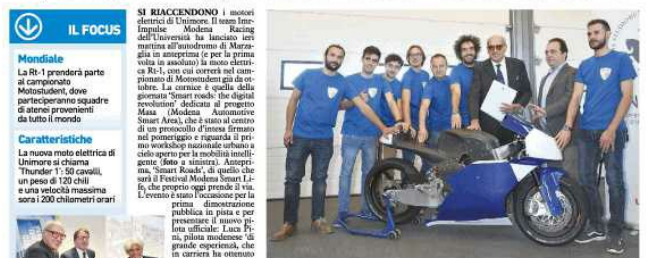 IL FOCUS
Mondiale
La Rt-1 prenderà parte
al campionato
Motostudent, dove
parteciperanno squadre
di atenei provenienti
da tutto il mondo
Caratteristiche
La nuova moto elettrica di
Unimore si chiama
'Thunder 1': 50 cavalli,
un peso di 120 chili
e una velocità massima
sora i 200 chilometri orari
SI RIACCENDONO i motori
elettrici di Unimore. Il team Imr-
Impulse Modena Racing
dell'Università ha lanciato ieri
mattina all'autodromo di Marza-
glia in anteprima (e per la prima
volta in assoluto) la moto elettri-
ca Rt-1, con cui correrà nel cam-
pionato di Motostudent già da ot-
tobre. La cornice è quella della
giornata 'Smart roads: the digital
revolution' dedicata al progetto
Masa (Modena Automotive
Smart Area), che è stato al centro
di un protocollo d'intesa firmato
nel pomeriggio e riguarda il pri-
mo workshop nazionale urbano a
cielo aperto per la mobilità intelli-
gente (foto a sinistra). Antepri-
ma, 'Smart Roads', di quello che
sarà il Festival Modena Smart Li-
fe, che proprio oggi prende il via.
L'evento è stato l'occasione per la
prima dimostrazione
pubblica in pista e per
presentare il nuovo pi-
lota ufficiale: Luca Pi-
ni, pilota modenese 'di
grande esperienza, che
in carriera ha ottenuto